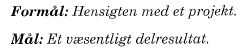 Formål: Hensigten med et projekt.
Mål: Et væsentligt delresultat.